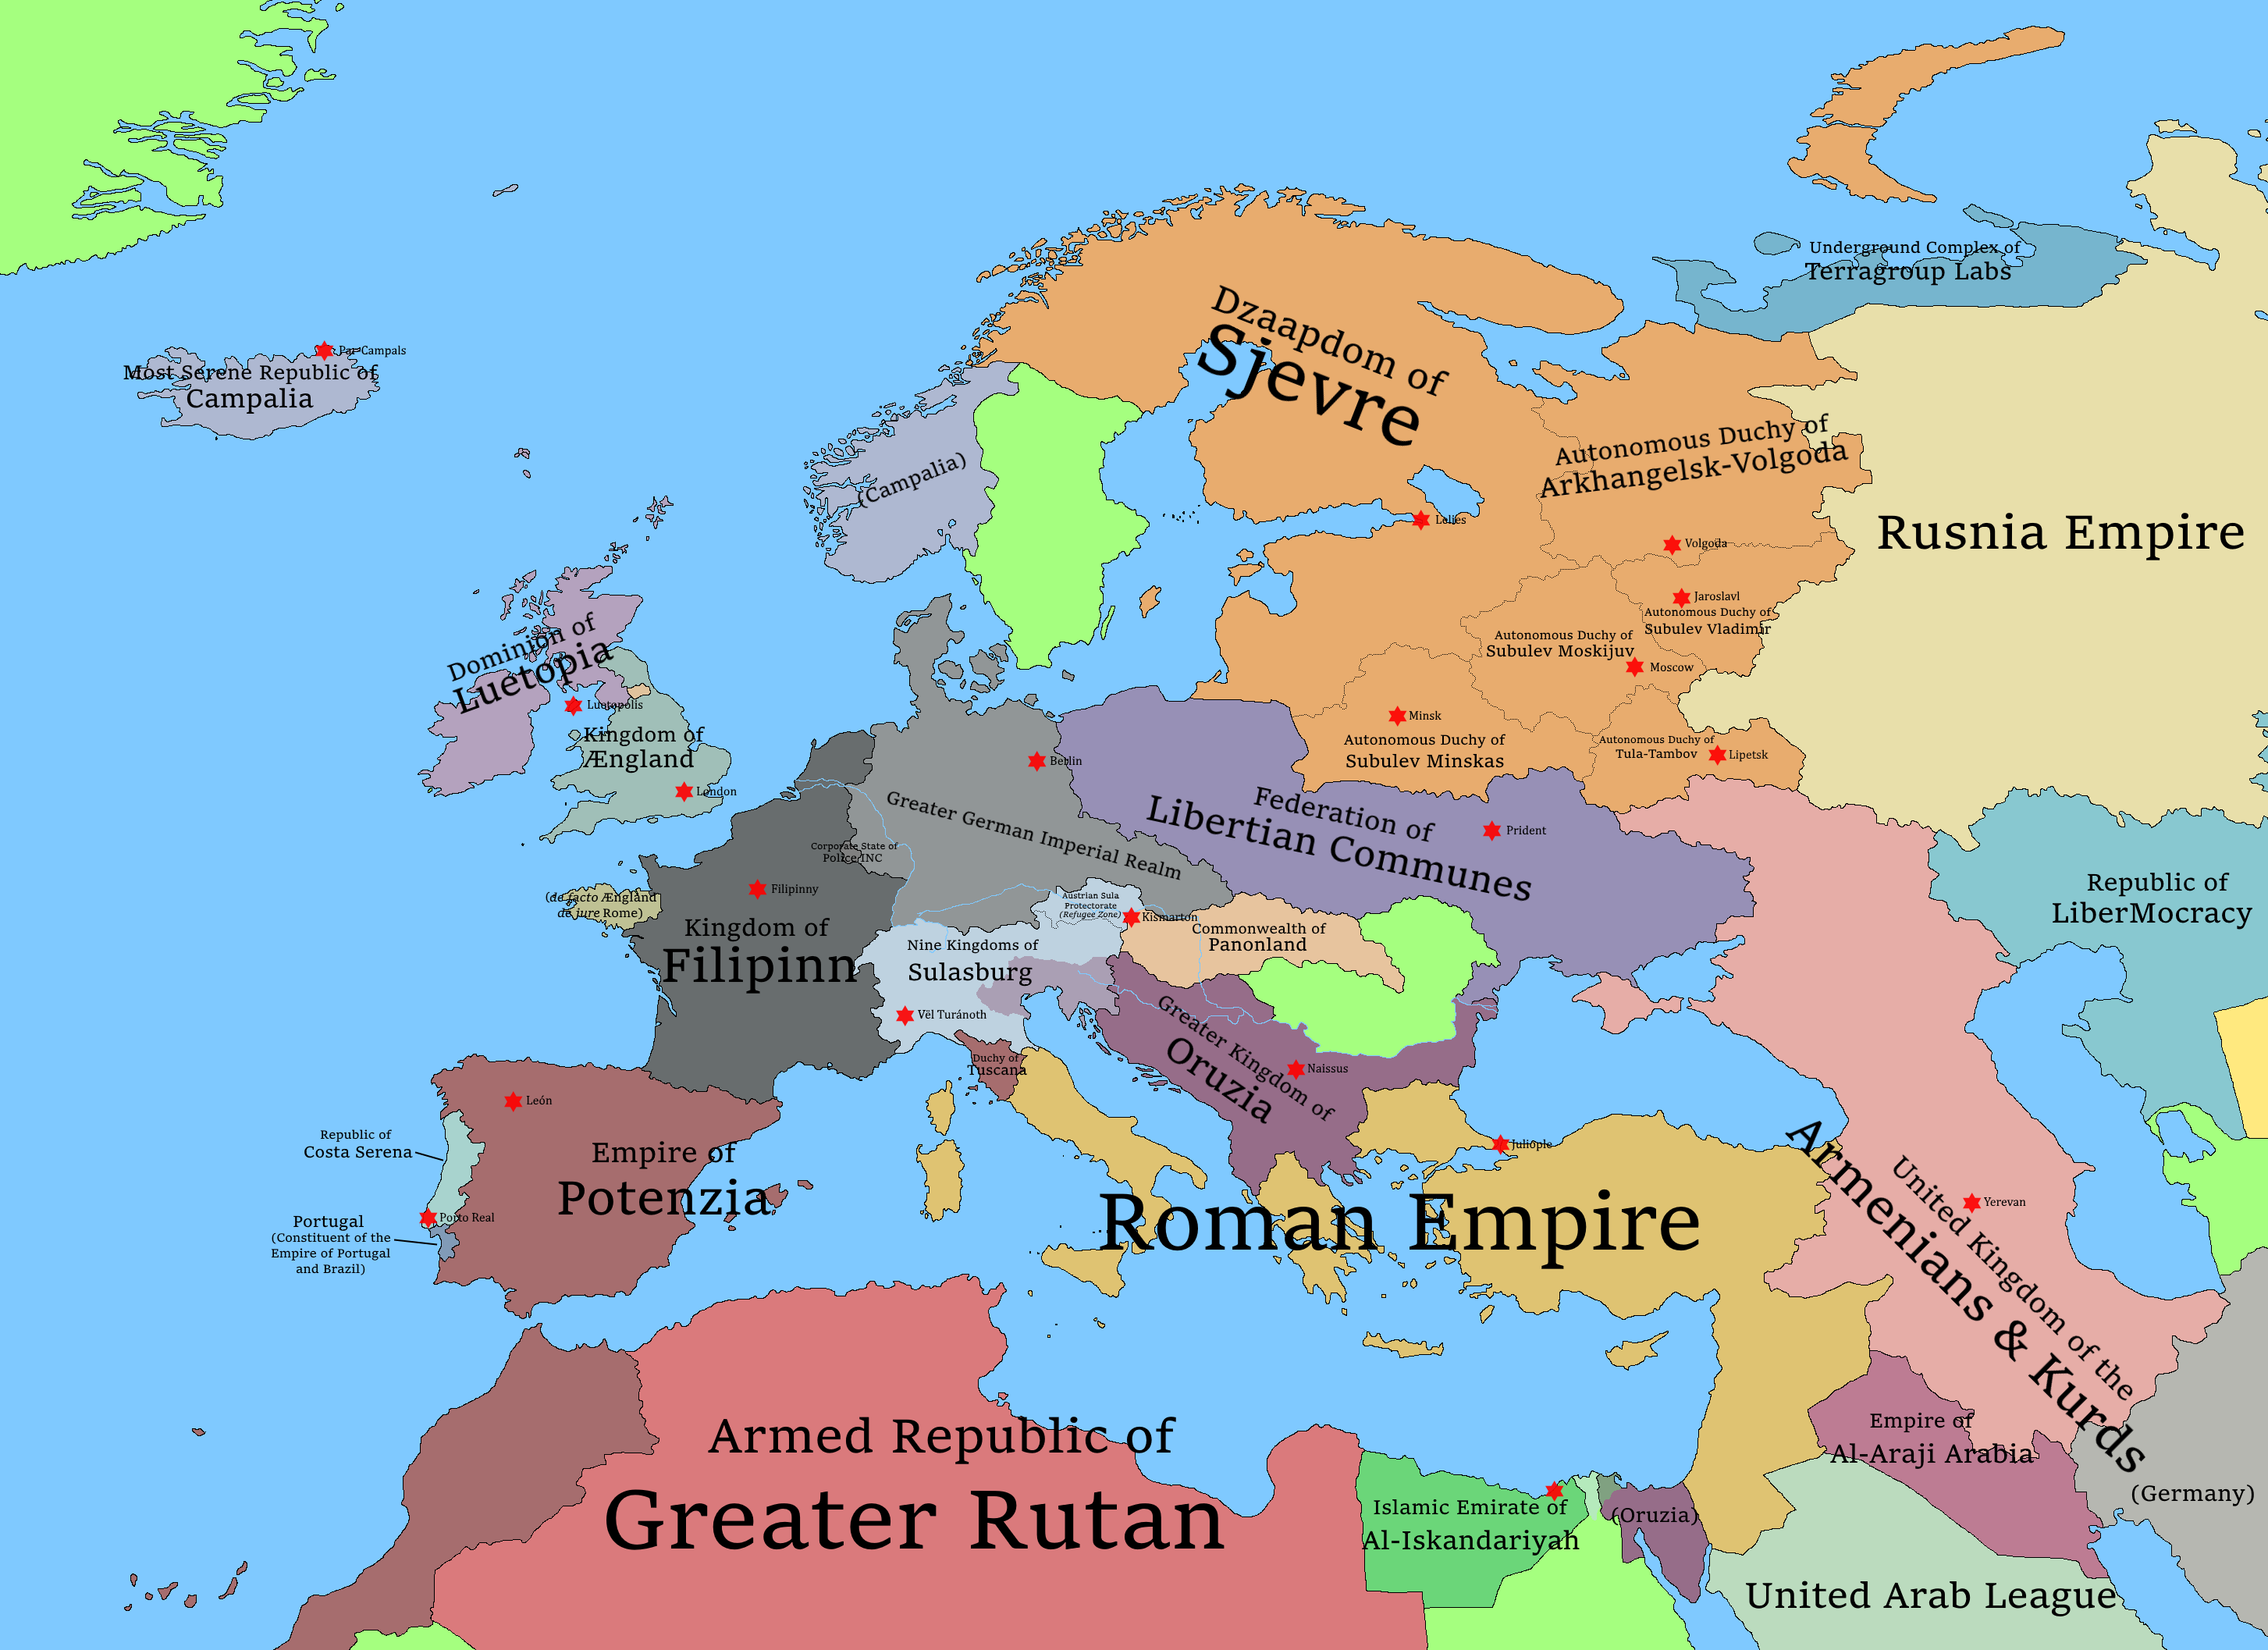 Underground Complex of
Terragroup Labs
Dzaapdom of
Sjevre
Par Campals
Most Serene Republic of
Campalia
(Campalia)
Autonomous Duchy of
Arkhangelsk-Volgoda
Rusnia Empire
Lelies
Volgoda
Jaroslavl
Autonomous Duchy of
Subulev Vladimir
Autonomous Duchy of
Subulev Moskijuv
Moscow
Dominion of
Luetopia
Luetopolis
Kingdom of
Ængland
London
Minsk
Autonomous Duchy of
Subulev Minskas
Autonomous Duchy of
Tula-Tambov
Lipetsk
Berlin
Greater German Imperial Realm
Corporate State of
Police INC
Federation of
Libertian Communes
Prident
Filipinny
Kingdom of
Filipinn
(de facto Ængland
de jure Rome)
Austrian Sula
Protectorate
(Refugee Zone)
Kismarton
Nine Kingdoms of
Sulasburg
Vël Turánoth
Commonwealth of
Panonland
Republic of
LiberMocracy
Greater Kingdom of
Oruzia
Naissus
Duchy of
Tuscana
León
Empire of
Potenzia
Republic of
Costa Serena
Porto Real
Portugal
(Constituent of the
Empire of Portugal
and Brazil)
Juliople
Roman Empire
United Kingdom of the
Armenians & Kurds
Yerevan
Armed Republic of
Greater Rutan
Islamic Emirate of
Al-Iskandariyah
(Oruzia)
Empire of
Al-Araji Arabia
(Germany)
United Arab League